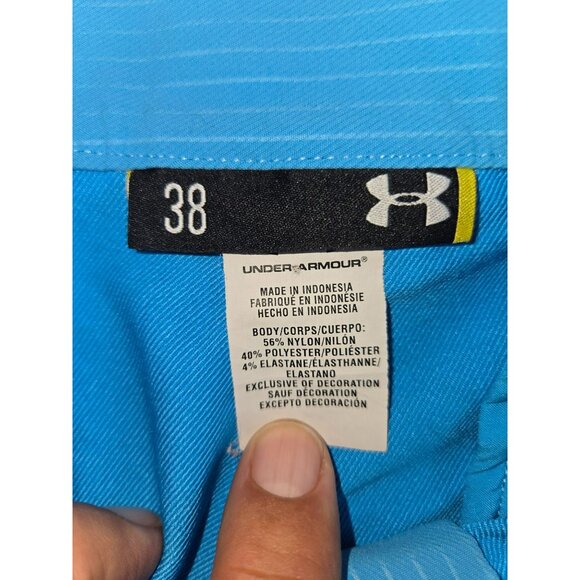 38
UNDER ARMOUR®
MADE IN INDONESIA
FABRIQUÉ EN INDONÉSIE
HECHO EN INDONESIA
BODY/CORPS/CUERPO:
56% NYLON/NILÓN
40% POLYESTER/POLIÉSTER
4% ELASTANE/ÉLASTHANNE/
ELASTANO
EXCLUSIVE OF DECORATION
SAUF DÉCORATION
EXCEPTO DECORACIÓN